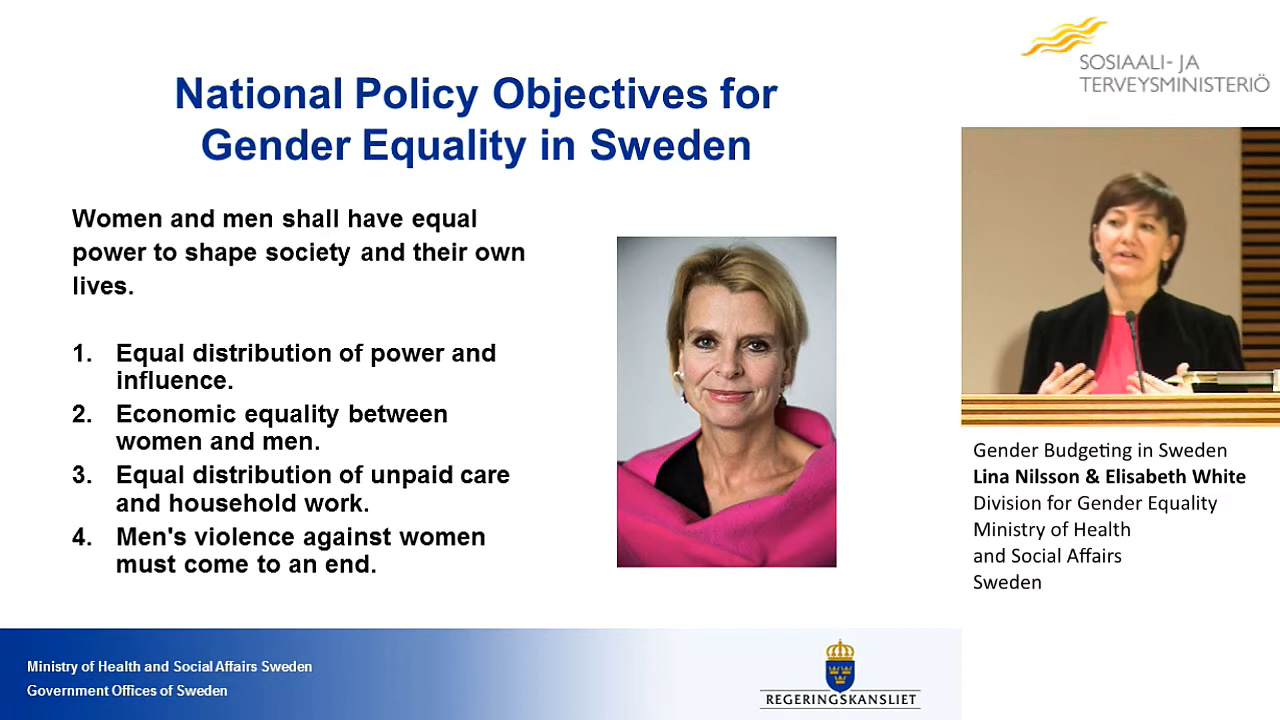 National Policy Objectives for
Gender Equality in Sweden
Women and men shall have equal
power to shape society and their own
lives.
1. Equal distribution of power and
influence.
2. Economic equality between
women and men.
3. Equal distribution of unpaid care
and household work.
4. Men's violence against women
must come to an end.
Ministry of Health and Social Affairs Sweden
Government Offices of Sweden
REGERINGSKANSLIET
SOSIAALI- JA
TERVEYSMINISTERIÖ
Gender Budgeting in Sweden
Lina Nilsson & Elisabeth White
Division for Gender Equality
Ministry of Health
and Social Affairs
Sweden